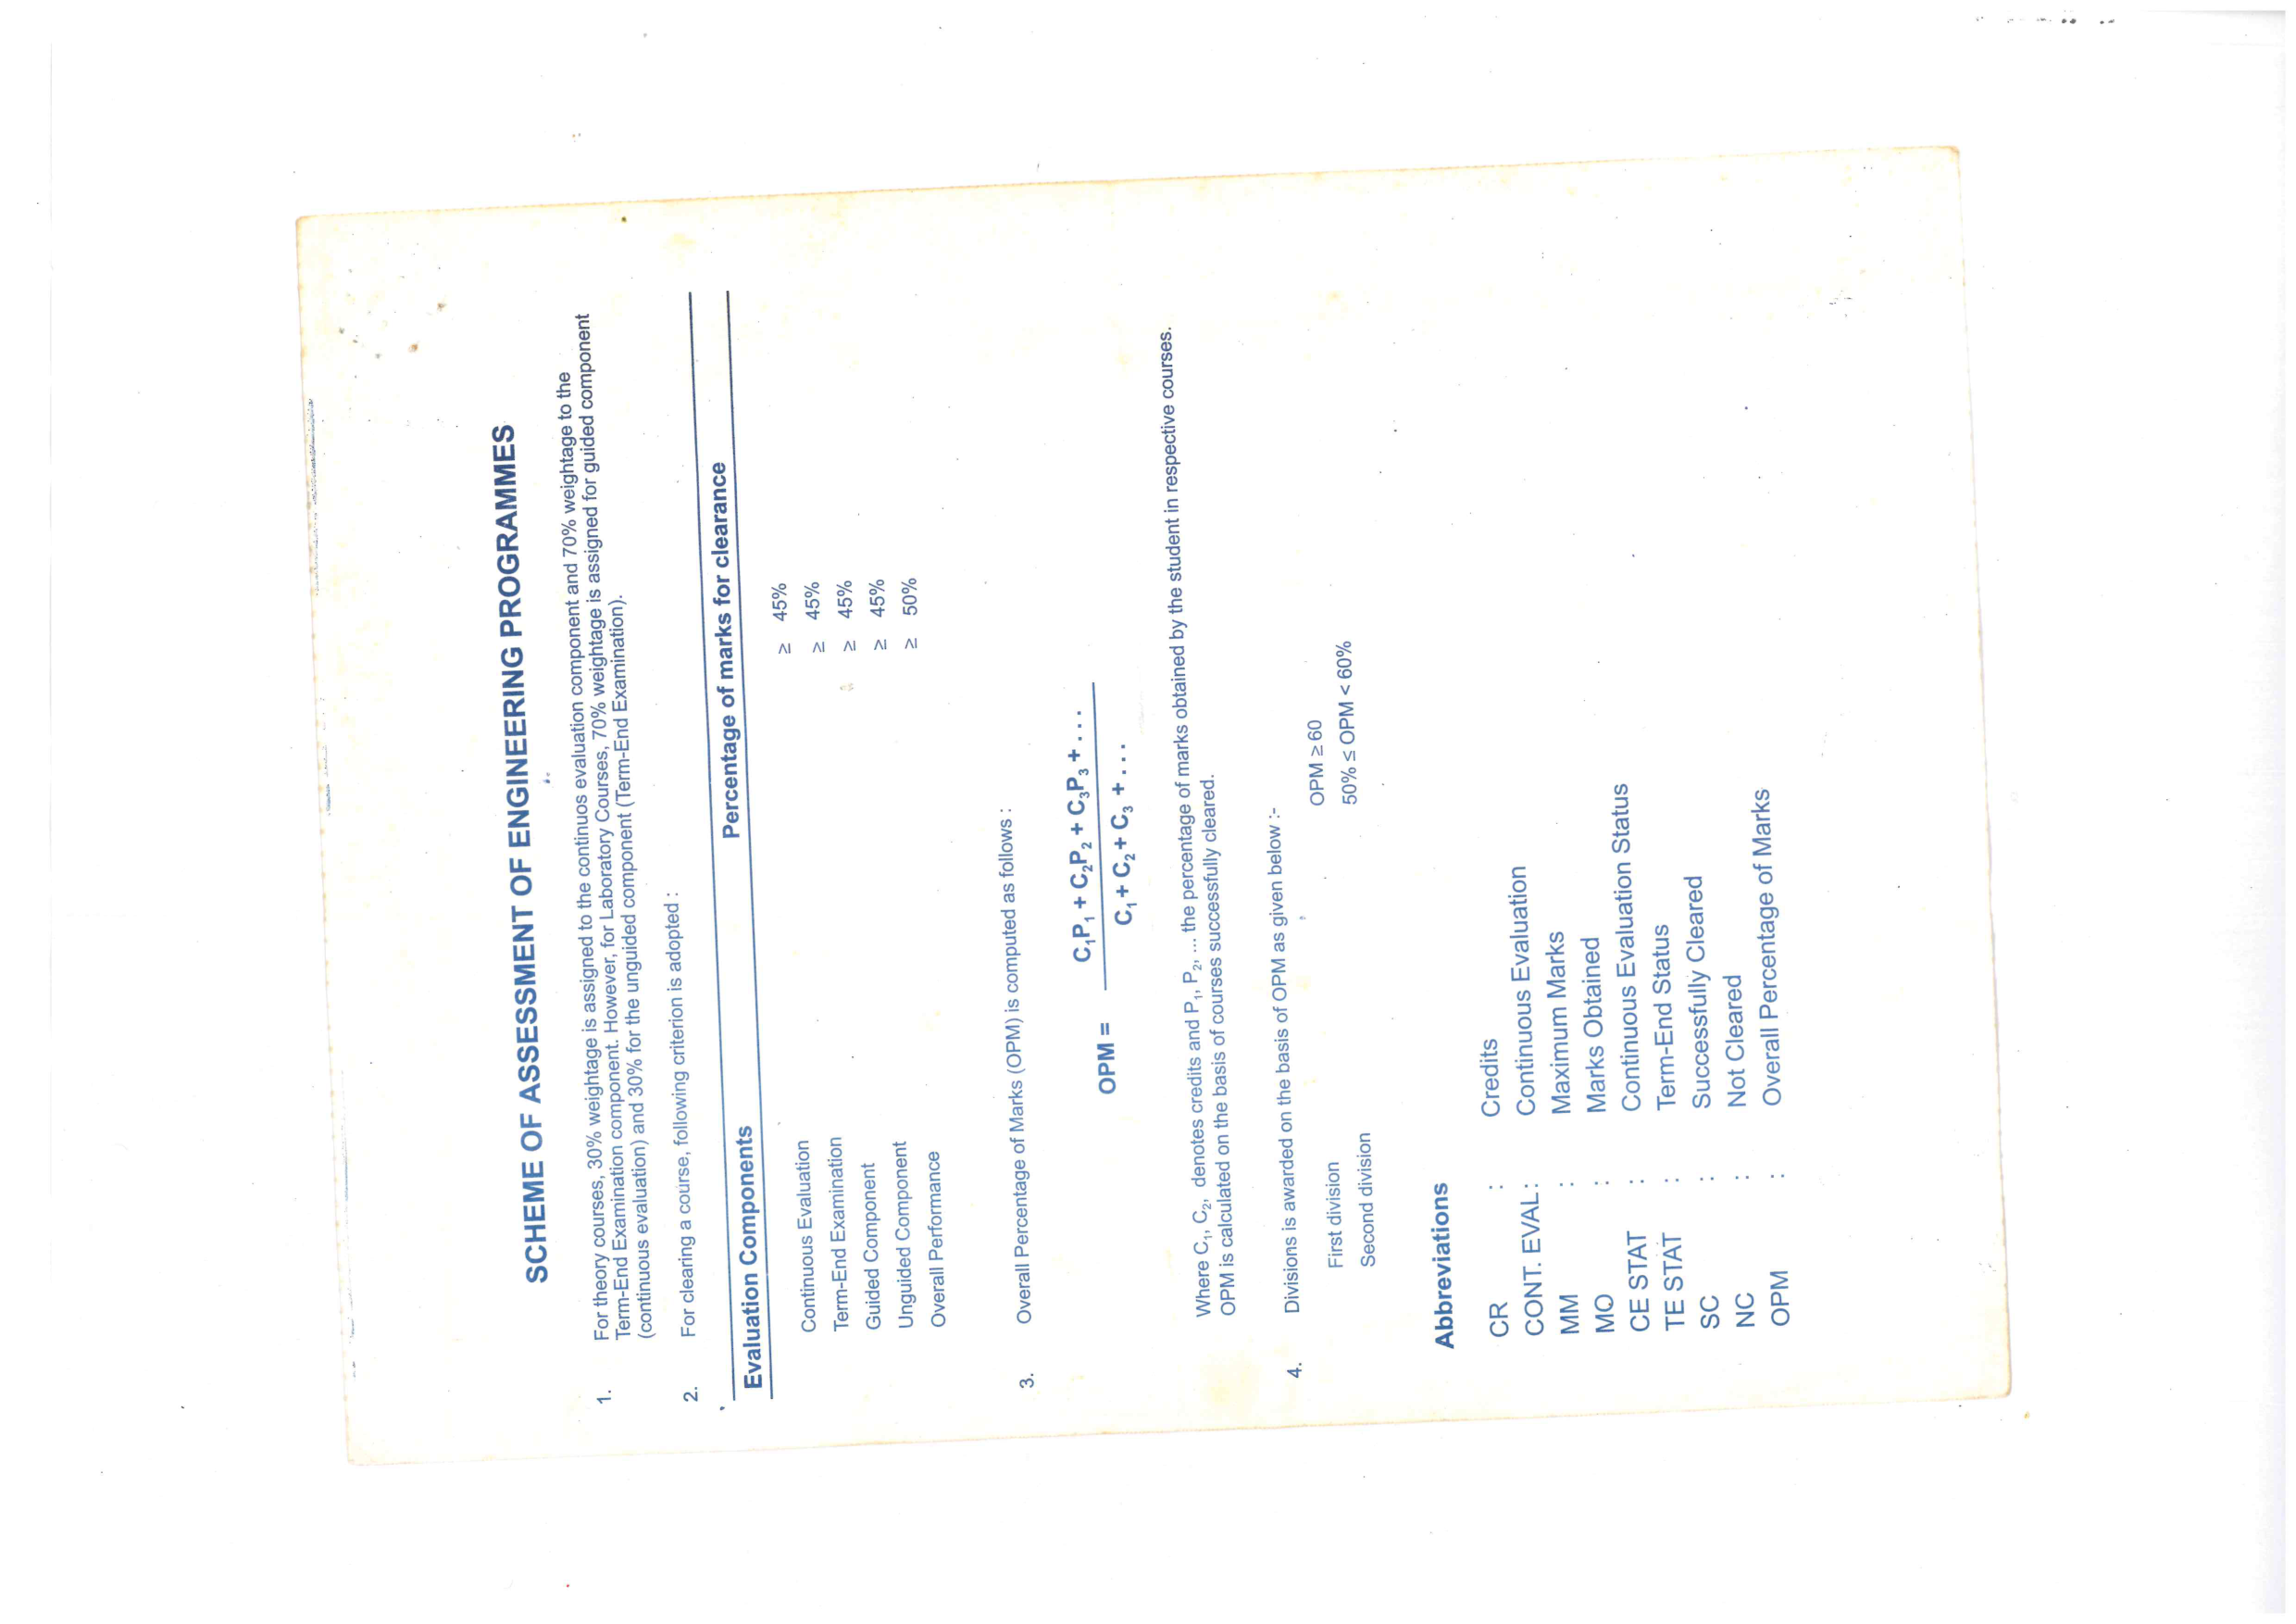 SCHEME OF ASSESSMENT OF ENGINEERING PROGRAMMES
1. For theory courses, 30% weightage is assigned to the continuos evaluation component and 70% weightage to the
Term-End Examination component. However, for Laboratory Courses, 70% weightage is assigned for guided component
(continuous evaluation) and 30% for the unguided component (Term-End Examination).
2. For clearing a course, following criterion is adopted :
Evaluation Components Percentage of marks for clearance
Continuous Evaluation ≥ 45%
Term-End Examination ≥ 45%
Guided Component ≥ 45%
Unguided Component ≥ 45%
Overall Performance ≥ 50%
3. Overall Percentage of Marks (OPM) is computed as follows :
C₁P₁ + C₂P₂ + C₃P₃ + . . .
OPM =
C₁ + C₂ + C₃ + . . .
Where C₁, C₂, denotes credits and P₁, P₂, ... the percentage of marks obtained by the student in respective courses.
OPM is calculated on the basis of courses successfully cleared.
4. Divisions is awarded on the basis of OPM as given below :-
First division OPM ≥ 60
Second division 50% ≤ OPM < 60%
Abbreviations
CR : Credits
CONT. EVAL : Continuous Evaluation
MM : Maximum Marks
MO : Marks Obtained
CE STAT : Continuous Evaluation Status
TE STAT : Term-End Status
SC : Successfully Cleared
NC : Not Cleared
OPM : Overall Percentage of Marks